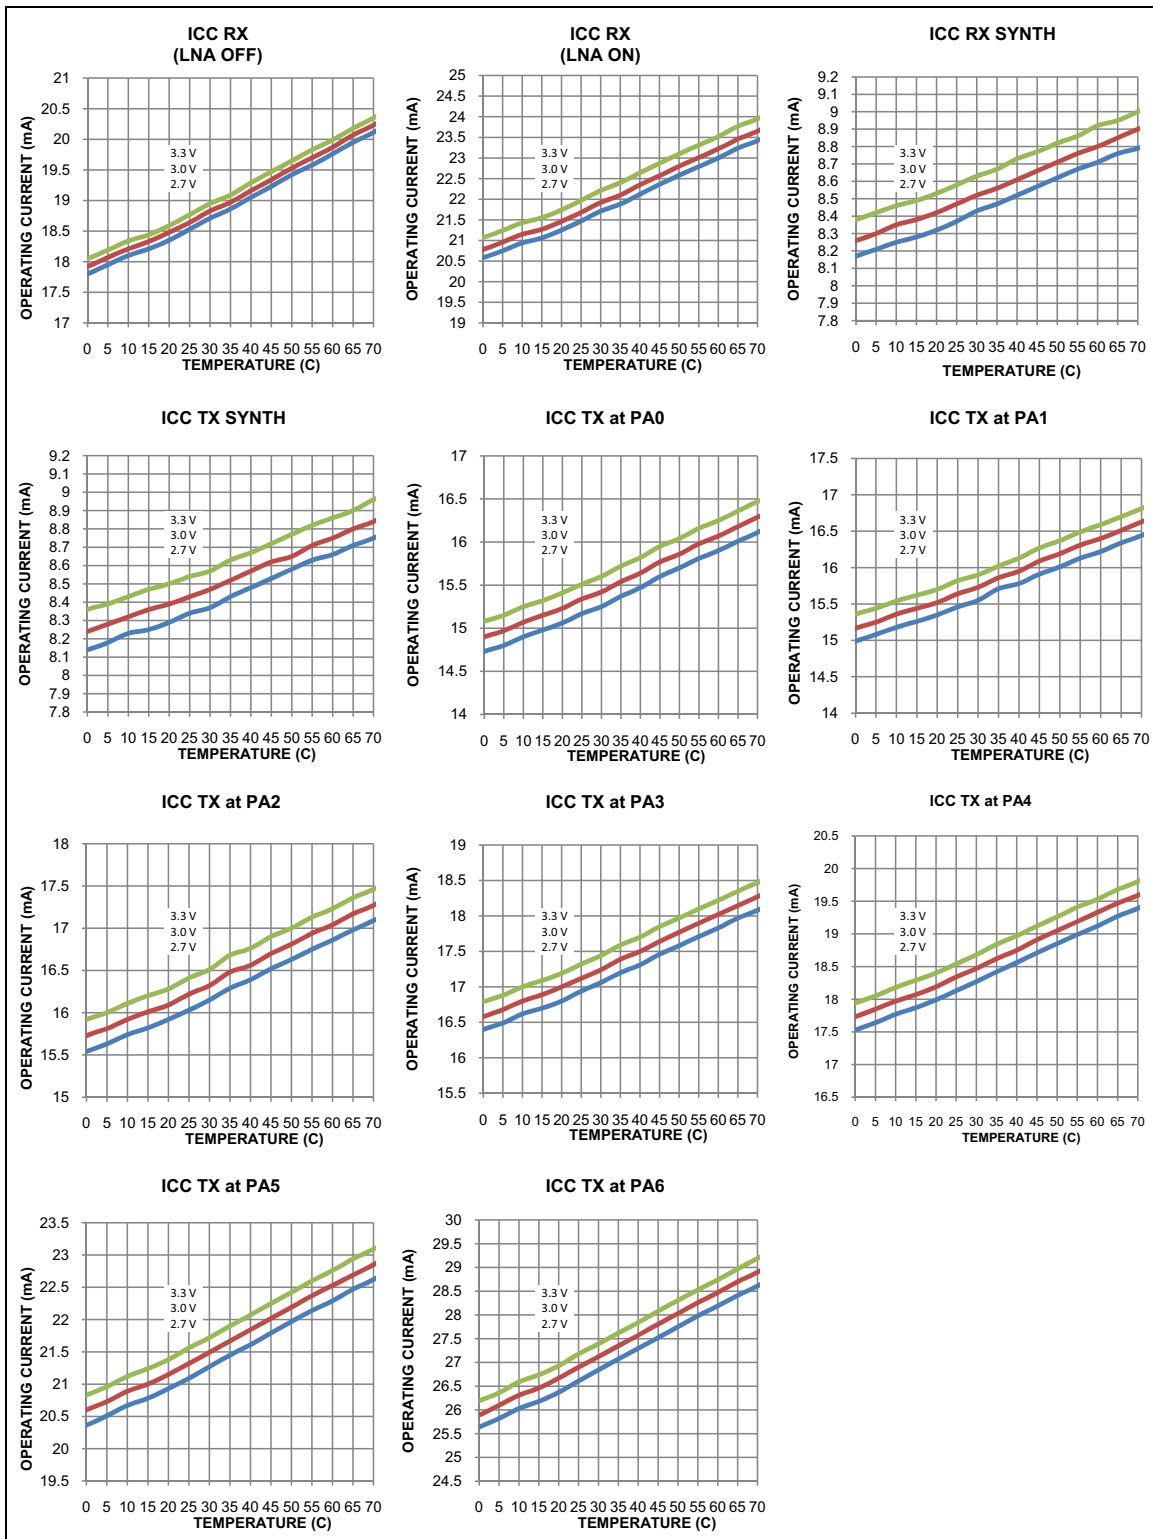 ICC RX
(LNA OFF)
OPERATING CURRENT (mA)
21
20.5
20
19.5
19
18.5
18
17.5
17
3.3 V
3.0 V
2.7 V
0 5 10 15 20 25 30 35 40 45 50 55 60 65 70
TEMPERATURE (C)
ICC RX
(LNA ON)
OPERATING CURRENT (mA)
25
24.5
24
23.5
23
22.5
22
21.5
21
20.5
20
19.5
19
3.3 V
3.0 V
2.7 V
0 5 10 15 20 25 30 35 40 45 50 55 60 65 70
TEMPERATURE (C)
ICC RX SYNTH
OPERATING CURRENT (mA)
9.2
9.1
9
8.9
8.8
8.7
8.6
8.5
8.4
8.3
8.2
8.1
8
7.9
7.8
3.3 V
3.0 V
2.7 V
0 5 10 15 20 25 30 35 40 45 50 55 60 65 70
TEMPERATURE (C)
ICC TX SYNTH
OPERATING CURRENT (mA)
9.2
9.1
9
8.9
8.8
8.7
8.6
8.5
8.4
8.3
8.2
8.1
8
7.9
7.8
3.3 V
3.0 V
2.7 V
0 5 10 15 20 25 30 35 40 45 50 55 60 65 70
TEMPERATURE (C)
ICC TX at PA0
OPERATING CURRENT (mA)
17
16.5
16
15.5
15
14.5
14
3.3 V
3.0 V
2.7 V
0 5 10 15 20 25 30 35 40 45 50 55 60 65 70
TEMPERATURE (C)
ICC TX at PA1
OPERATING CURRENT (mA)
17.5
17
16.5
16
15.5
15
14.5
14
3.3 V
3.0 V
2.7 V
0 5 10 15 20 25 30 35 40 45 50 55 60 65 70
TEMPERATURE (C)
ICC TX at PA2
OPERATING CURRENT (mA)
18
17.5
17
16.5
16
15.5
15
3.3 V
3.0 V
2.7 V
0 5 10 15 20 25 30 35 40 45 50 55 60 65 70
TEMPERATURE (C)
ICC TX at PA3
OPERATING CURRENT (mA)
19
18.5
18
17.5
17
16.5
16
15.5
3.3 V
3.0 V
2.7 V
0 5 10 15 20 25 30 35 40 45 50 55 60 65 70
TEMPERATURE (C)
ICC TX at PA4
OPERATING CURRENT (mA)
20.5
20
19.5
19
18.5
18
17.5
17
16.5
3.3 V
3.0 V
2.7 V
0 5 10 15 20 25 30 35 40 45 50 55 60 65 70
TEMPERATURE (C)
ICC TX at PA5
OPERATING CURRENT (mA)
23.5
23
22.5
22
21.5
21
20.5
20
19.5
3.3 V
3.0 V
2.7 V
0 5 10 15 20 25 30 35 40 45 50 55 60 65 70
TEMPERATURE (C)
ICC TX at PA6
OPERATING CURRENT (mA)
30
29.5
29
28.5
28
27.5
27
26.5
26
25.5
25
24.5
3.3 V
3.0 V
2.7 V
0 5 10 15 20 25 30 35 40 45 50 55 60 65 70
TEMPERATURE (C)